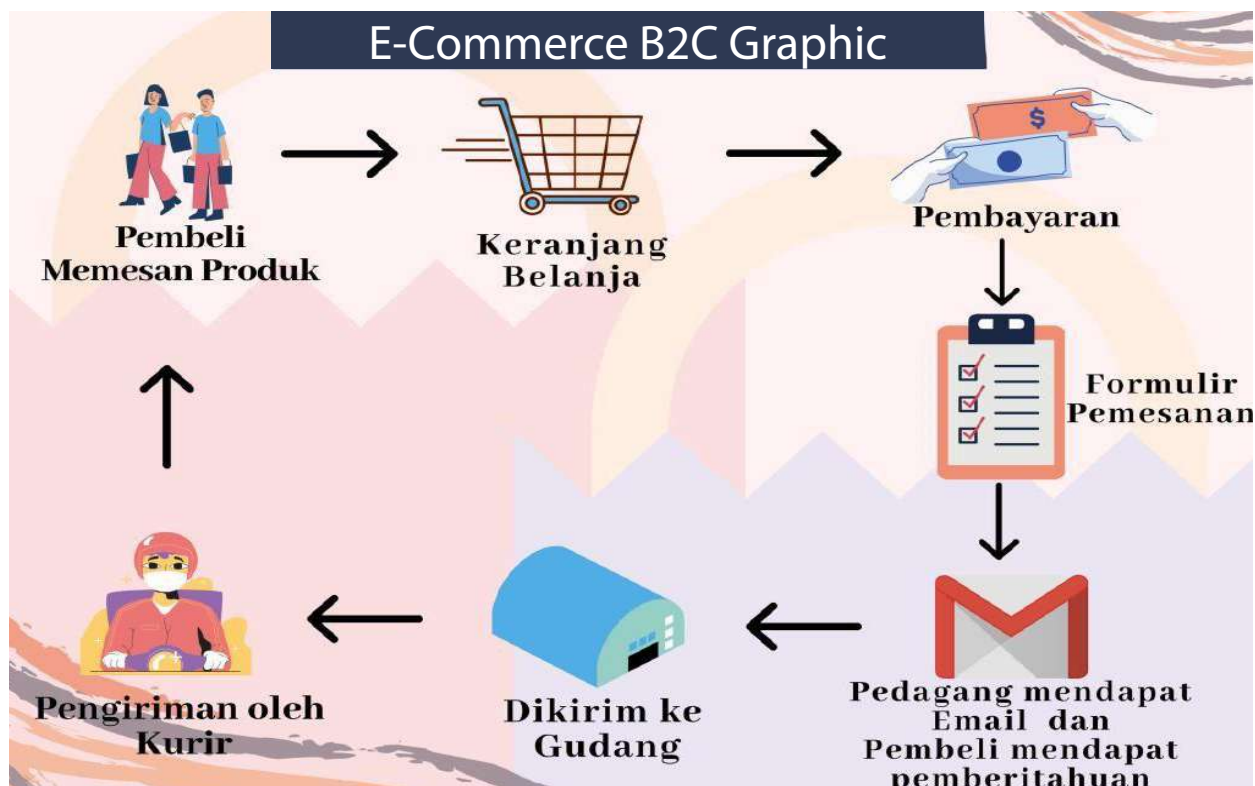 E-Commerce B2C Graphic
Pembeli
Memesan Produk
Keranjang
Belanja
$
Pembayaran
Formulir
Pemesanan
Pedagang mendapat
Email dan
Pembeli mendapat
pemberitahuan
Dikirim ke
Gudang
Pengiriman oleh
Kurir